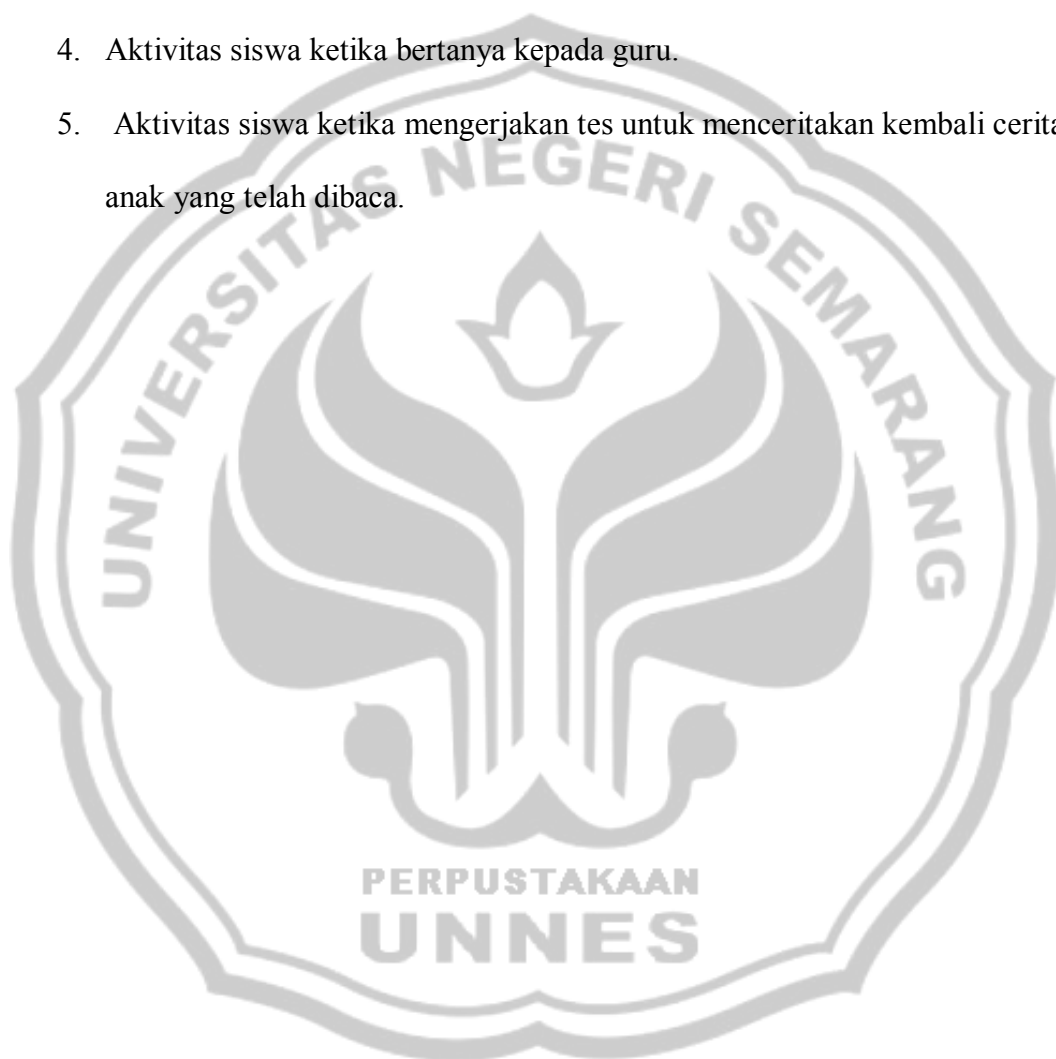 4. Aktivitas siswa ketika bertanya kepada guru.
5. Aktivitas siswa ketika mengerjakan tes untuk menceritakan kembali cerita
anak yang telah dibaca.
UNIVERSITAS NEGERI SEMARANG
PERPUSTAKAAN
UNNES